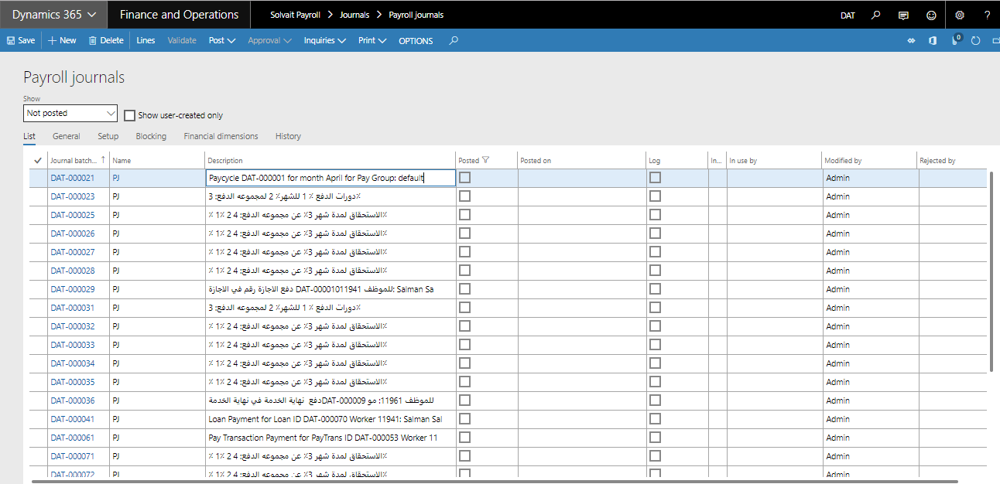 Dynamics 365 Finance and Operations Solvait Payroll > Journals > Payroll journals DAT ?
Save + New Delete Lines Validate Post Approval Inquiries Print OPTIONS 0
Payroll journals
Show
Not posted Show user-created only
List General Setup Blocking Financial dimensions History
Journal batch... ↑ Name Description Posted Posted on Log In... In use by Modified by Rejected by
DAT-000021 PJ Paycycle DAT-000001 for month April for Pay Group: default Admin
DAT-000023 PJ ٪دورات الدفع ٪ 1 للشهر٪ 2 لمجموعه الدفع: 3 Admin
DAT-000025 PJ ٪الاستحقاق لمدة شهر 3٪ عن مجموعه الدفع: 4 2 ٪1 ٪ Admin
DAT-000026 PJ ٪الاستحقاق لمدة شهر 3٪ عن مجموعه الدفع: 4 2 ٪1 ٪ Admin
DAT-000027 PJ ٪الاستحقاق لمدة شهر 3٪ عن مجموعه الدفع: 4 2 ٪1 ٪ Admin
DAT-000028 PJ ٪الاستحقاق لمدة شهر 3٪ عن مجموعه الدفع: 4 2 ٪1 ٪ Admin
DAT-000029 PJ دفع الاجازة رقم في الاجازة DAT-00001011941 للموظف: Salman Sa Admin
DAT-000031 PJ ٪دورات الدفع ٪ 1 للشهر٪ 2 لمجموعه الدفع: 3 Admin
DAT-000032 PJ ٪الاستحقاق لمدة شهر 3٪ عن مجموعه الدفع: 4 2 ٪1 ٪ Admin
DAT-000033 PJ ٪الاستحقاق لمدة شهر 3٪ عن مجموعه الدفع: 4 2 ٪1 ٪ Admin
DAT-000034 PJ ٪الاستحقاق لمدة شهر 3٪ عن مجموعه الدفع: 4 2 ٪1 ٪ Admin
DAT-000035 PJ ٪الاستحقاق لمدة شهر 3٪ عن مجموعه الدفع: 4 2 ٪1 ٪ Admin
DAT-000036 PJ دفع نهاية الخدمة في نهاية الخدمة DAT-000009 للموظف 11961: مو Admin
DAT-000041 PJ Loan Payment for Loan ID DAT-000070 Worker 11941: Salman Sal Admin
DAT-000061 PJ Pay Transaction Payment for PayTrans ID DAT-000053 Worker 11 Admin
DAT-000071 PJ ٪الاستحقاق لمدة شهر 3٪ عن مجموعه الدفع: 4 2 ٪1 ٪ Admin
DAT-000072 PJ ٪الاستحقاق لمدة شهر 3٪ عن مجموعه الدفع: 4 2 ٪1 ٪ Admin